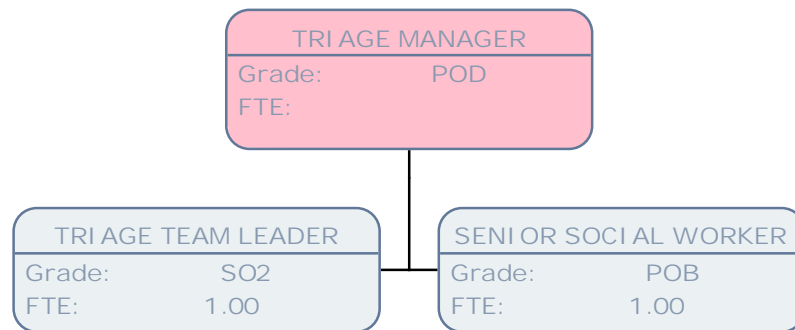 TRIAGE MANAGER
Grade: POD
FTE:
TRIAGE TEAM LEADER
Grade: SO2
FTE: 1.00
SENIOR SOCIAL WORKER
Grade: POB
FTE: 1.00